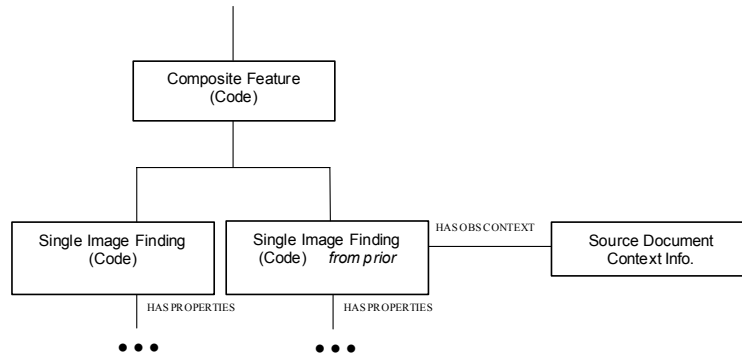 Composite Feature
(Code)
Single Image Finding
(Code)
Single Image Finding
(Code) from prior
HAS OBS CONTEXT
Source Document
Context Info.
HAS PROPERTIES
HAS PROPERTIES